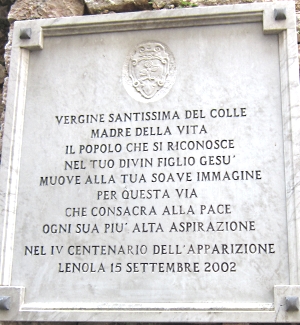 VERGINE SANTISSIMA DEL COLLE
MADRE DELLA VITA
IL POPOLO CHE SI RICONOSCE
NEL TUO DIVIN FIGLIO GESU'
MUOVE ALLA TUA SOAVE IMMAGINE
PER QUESTA VIA
CHE CONSACRA ALLA PACE
OGNI SUA PIU' ALTA ASPIRAZIONE
NEL IV CENTENARIO DELL'APPARIZIONE
LENOLA 15 SETTEMBRE 2002